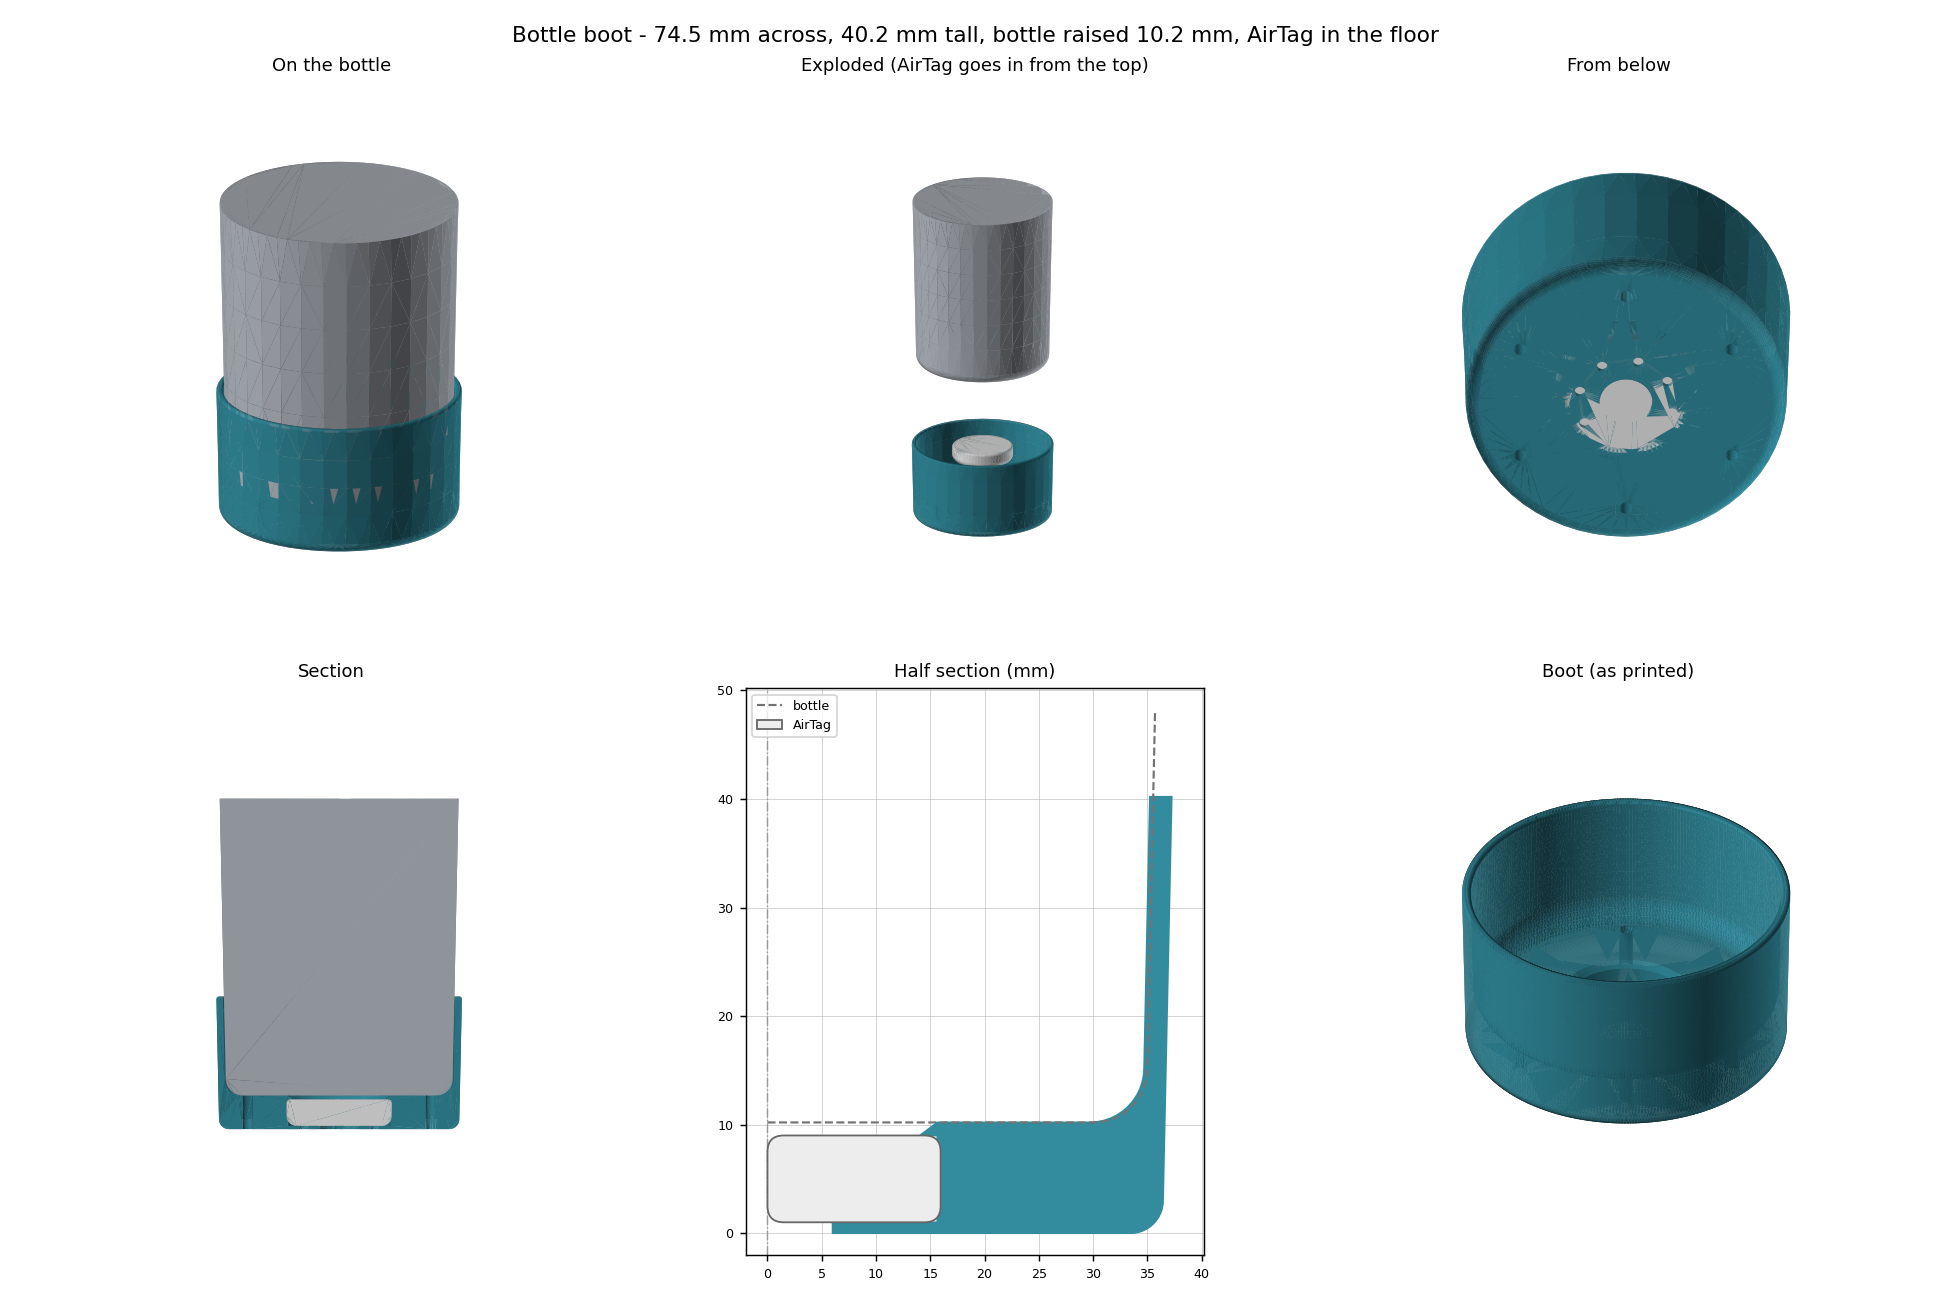 Bottle boot - 74.5 mm across, 40.2 mm tall, bottle raised 10.2 mm, AirTag in the floor
On the bottle
Exploded (AirTag goes in from the top)
From below
Section
Half section (mm)
Boot (as printed)
bottle
AirTag
50
40
30
20
10
0
0 5 10 15 20 25 30 35 40